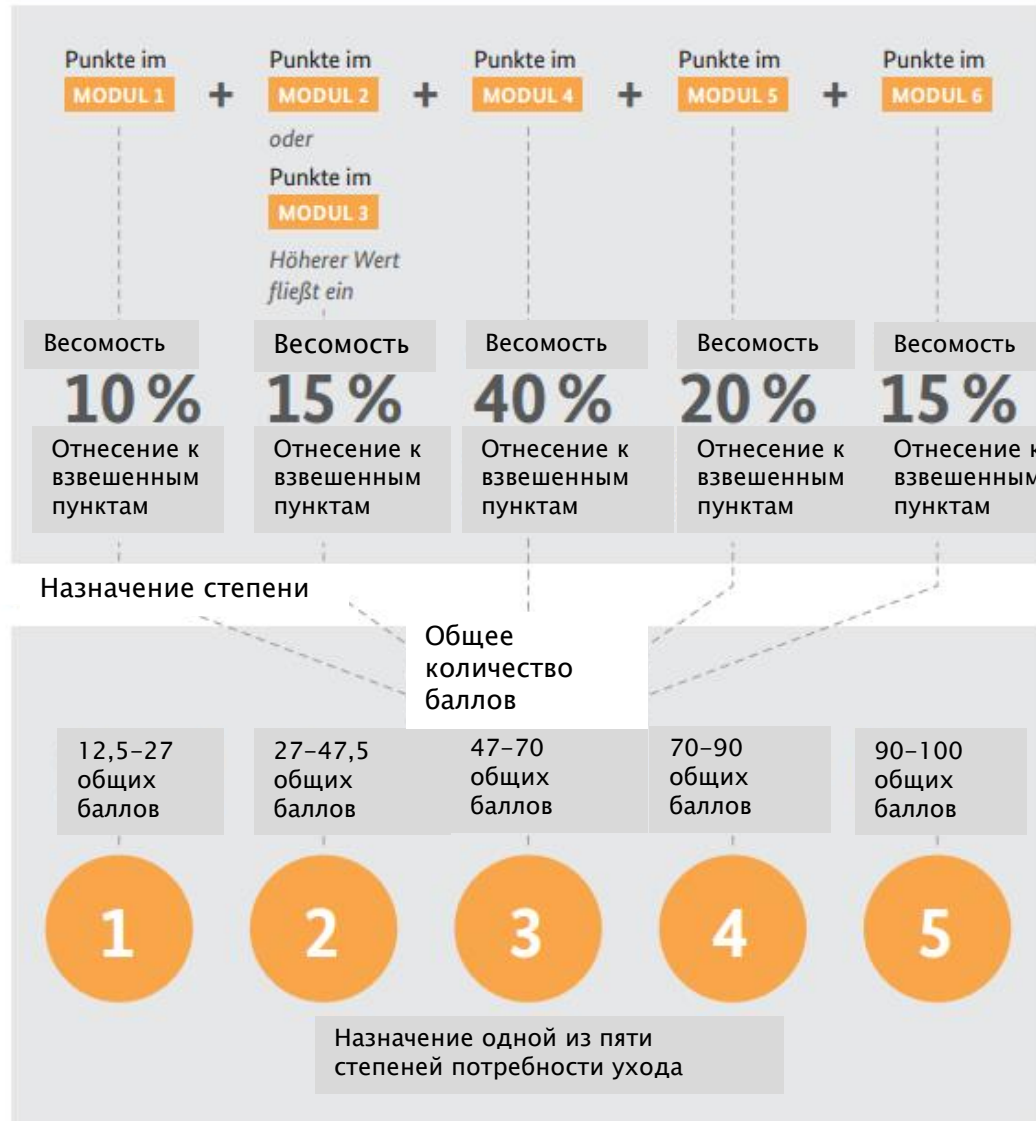 Punkte im Punkte im Punkte im Punkte im Punkte im
MODUL 1 + MODUL 2 + MODUL 4 + MODUL 5 + MODUL 6
oder
Punkte im
MODUL 3
Höherer Wert
fließt ein
Весомость Весомость Весомость Весомость Весомость
10 % 15 % 40 % 20 % 15 %
Отнесение к Отнесение к Отнесение к Отнесение к Отнесение к
взвешенным взвешенным взвешенным взвешенным взвешенным
пунктам пунктам пунктам пунктам пунктам
Назначение степени
Общее
количество
баллов
12,5–27 27–47,5 47–70 70–90 90–100
общих общих общих общих общих
баллов баллов баллов баллов баллов
1 2 3 4 5
Назначение одной из пяти
степеней потребности ухода